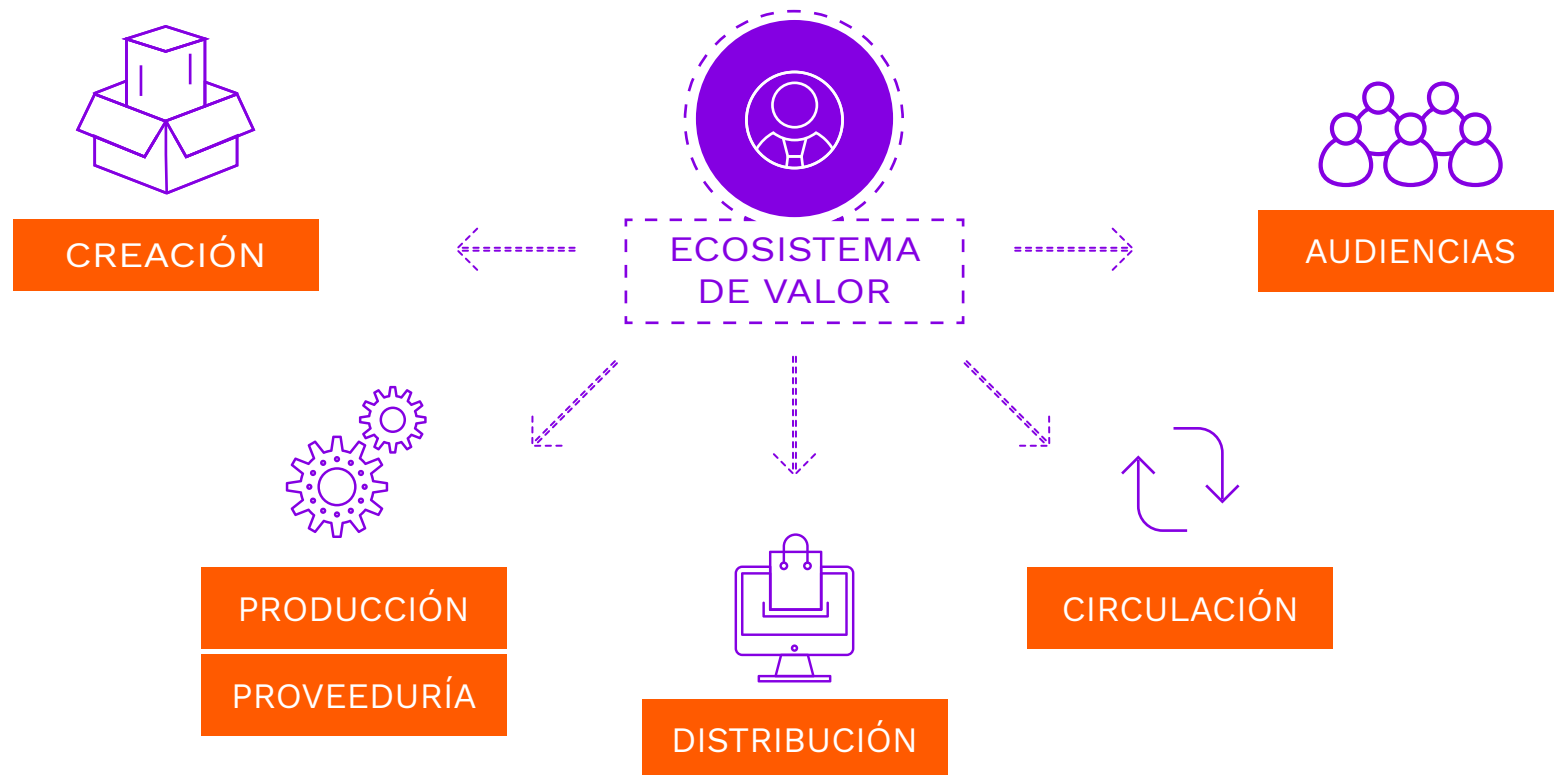 ECOSISTEMA
DE VALOR
CREACIÓN
AUDIENCIAS
PRODUCCIÓN
PROVEEDURÍA
DISTRIBUCIÓN
CIRCULACIÓN